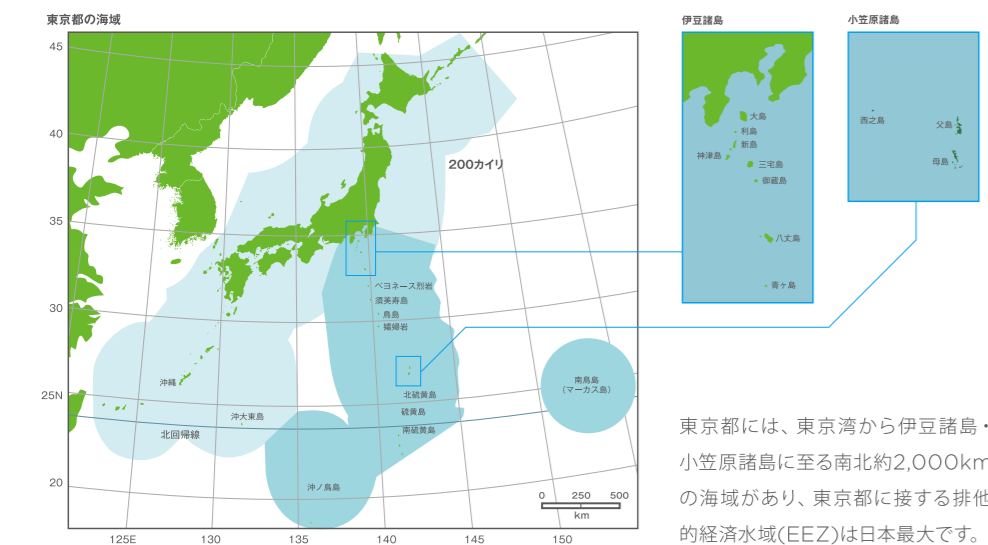 東京都の海域
伊豆諸島
小笠原諸島
45
40
35
30
25N
20
125E
130
135
140
145
150
200カイリ
ベヨネース烈岩
須美寿島
鳥島
孀婦岩
北硫黄島
硫黄島
南硫黄島
沖縄
沖大東島
北回帰線
沖ノ鳥島
南鳥島
(マーカス島)
0 250 500
km
大島
利島
新島
神津島
三宅島
御蔵島
八丈島
青ヶ島
西之島
父島
母島
東京都には、東京湾から伊豆諸島・
小笠原諸島に至る南北約2,000km
の海域があり、東京都に接する排他
的経済水域(EEZ)は日本最大です。